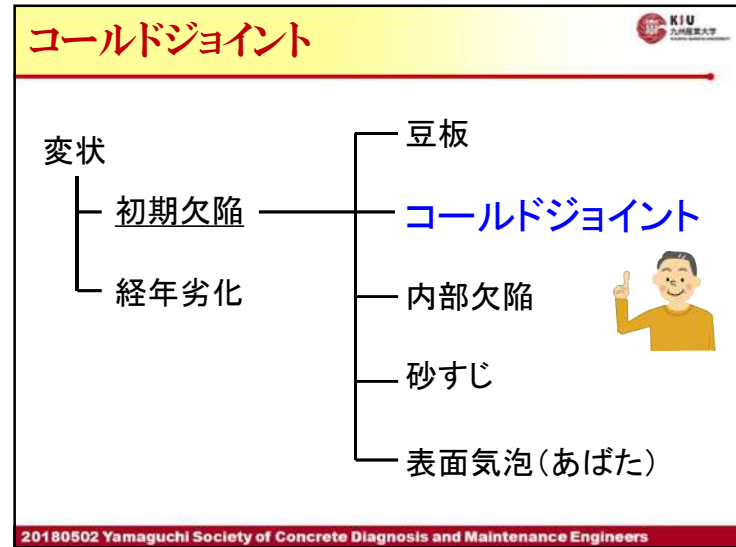 コールドジョイント
KSU
九州産業大学
変状
初期欠陥
経年劣化
豆板
コールドジョイント
内部欠陥
砂すじ
表面気泡(あばた)
20180502 Yamaguchi Society of Concrete Diagnosis and Maintenance Engineers